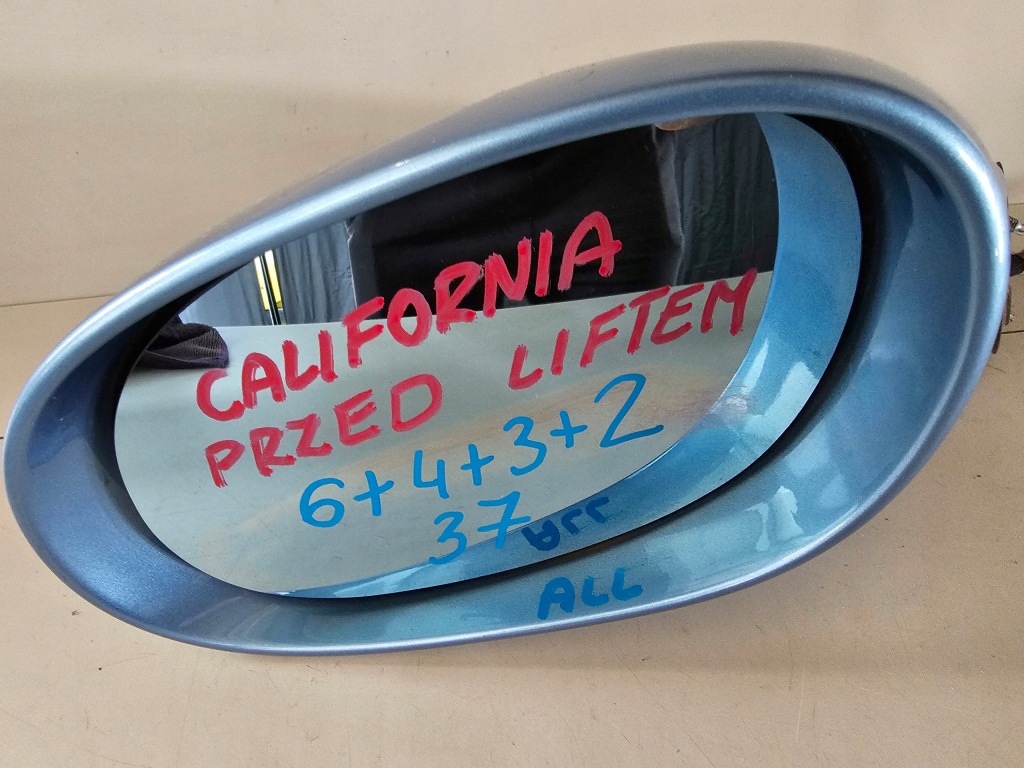 CALIFORNIA
PRZED LIFTEM
6+4+3+2
37
ALL